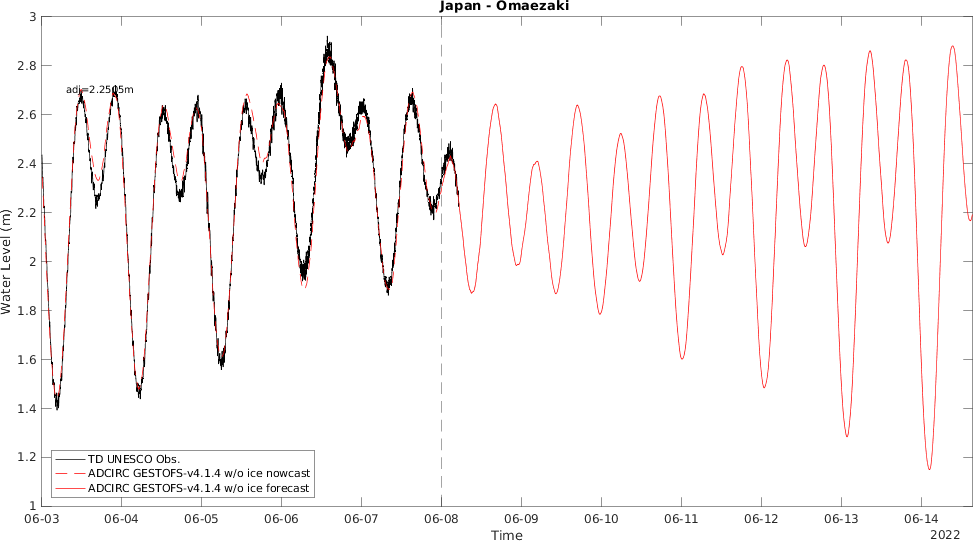 Japan - Omaezaki
3
2.8
2.6
2.4
2.2
2
1.8
1.6
1.4
1.2
1
Water Level (m)
adj=2.2505m
TD UNESCO Obs.
ADCIRC GESTOFS-v4.1.4 w/o ice nowcast
ADCIRC GESTOFS-v4.1.4 w/o ice forecast
06-03 06-04 06-05 06-06 06-07 06-08 06-09 06-10 06-11 06-12 06-13 06-14
Time
2022